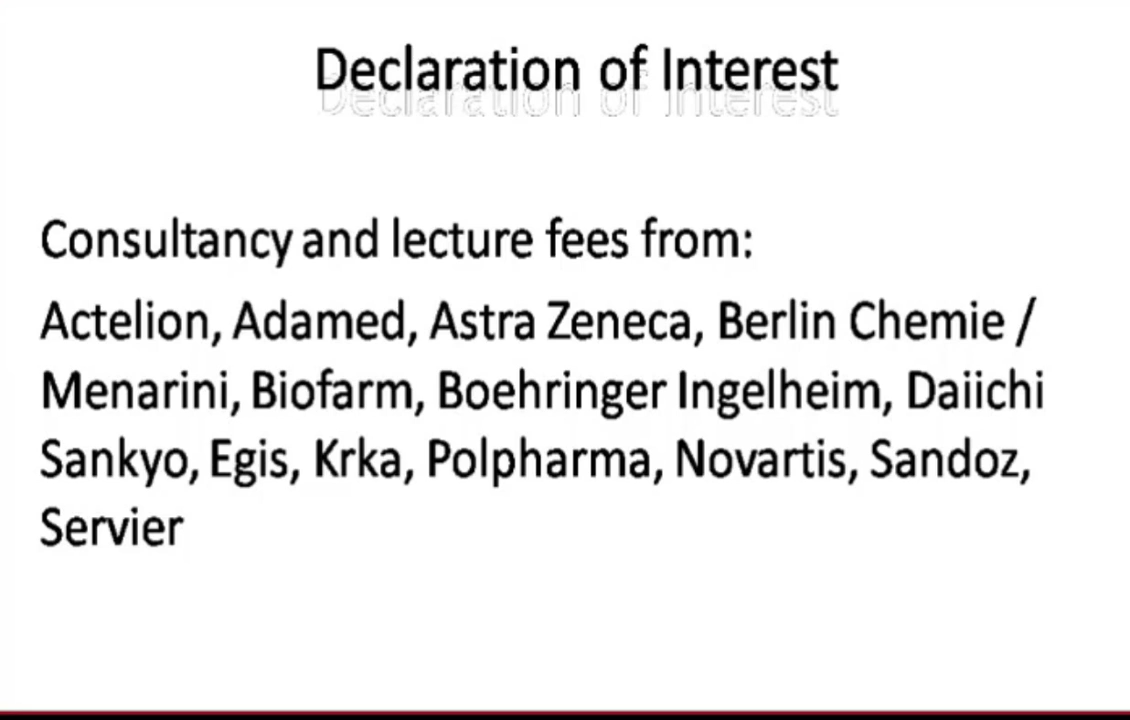 Declaration of Interest
Consultancy and lecture fees from:
Actelion, Adamed, Astra Zeneca, Berlin Chemie /
Menarini, Biofarm, Boehringer Ingelheim, Daiichi
Sankyo, Egis, Krka, Polpharma, Novartis, Sandoz,
Servier